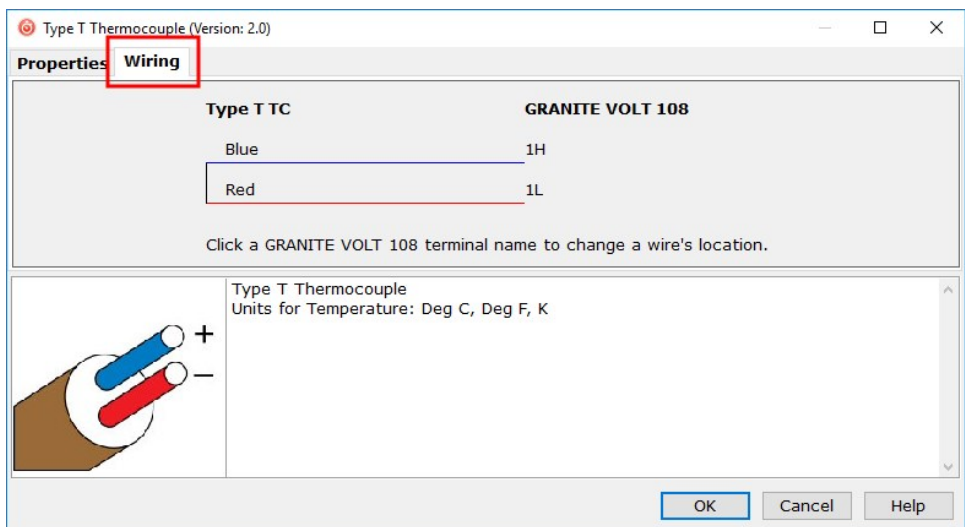 Type T Thermocouple (Version: 2.0)
Properties Wiring
Type T TC GRANITE VOLT 108
Blue 1H
Red 1L
Click a GRANITE VOLT 108 terminal name to change a wire's location.
Type T Thermocouple
Units for Temperature: Deg C, Deg F, K
+
−
OK Cancel Help